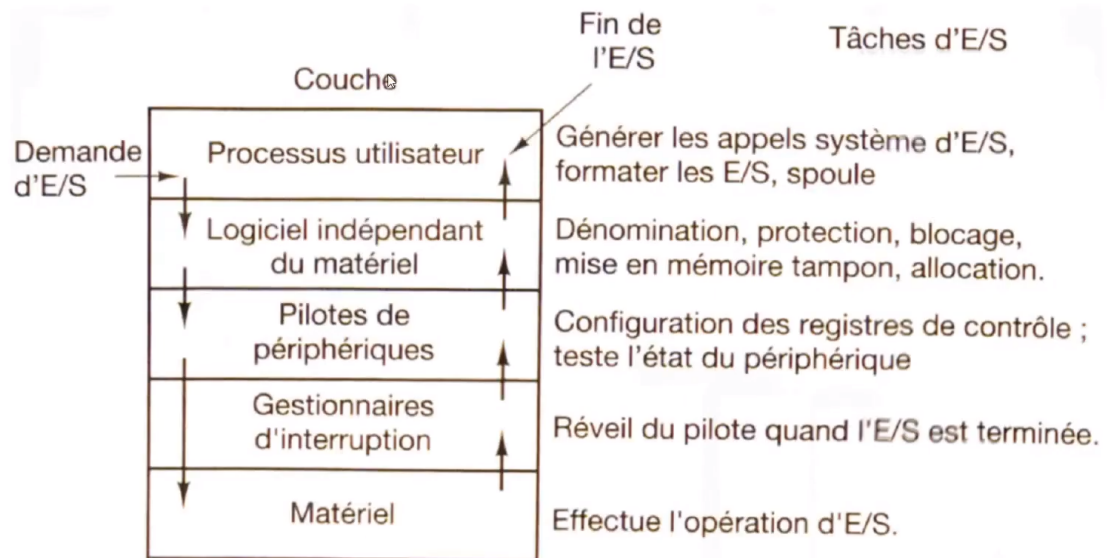 Fin de
l'E/S
Tâches d'E/S
Couche
Demande
d'E/S
Processus utilisateur
Générer les appels système d'E/S,
formater les E/S, spoule
Logiciel indépendant
du matériel
Dénomination, protection, blocage,
mise en mémoire tampon, allocation.
Pilotes de
périphériques
Configuration des registres de contrôle ;
teste l'état du périphérique
Gestionnaires
d'interruption
Réveil du pilote quand l'E/S est terminée.
Matériel
Effectue l'opération d'E/S.